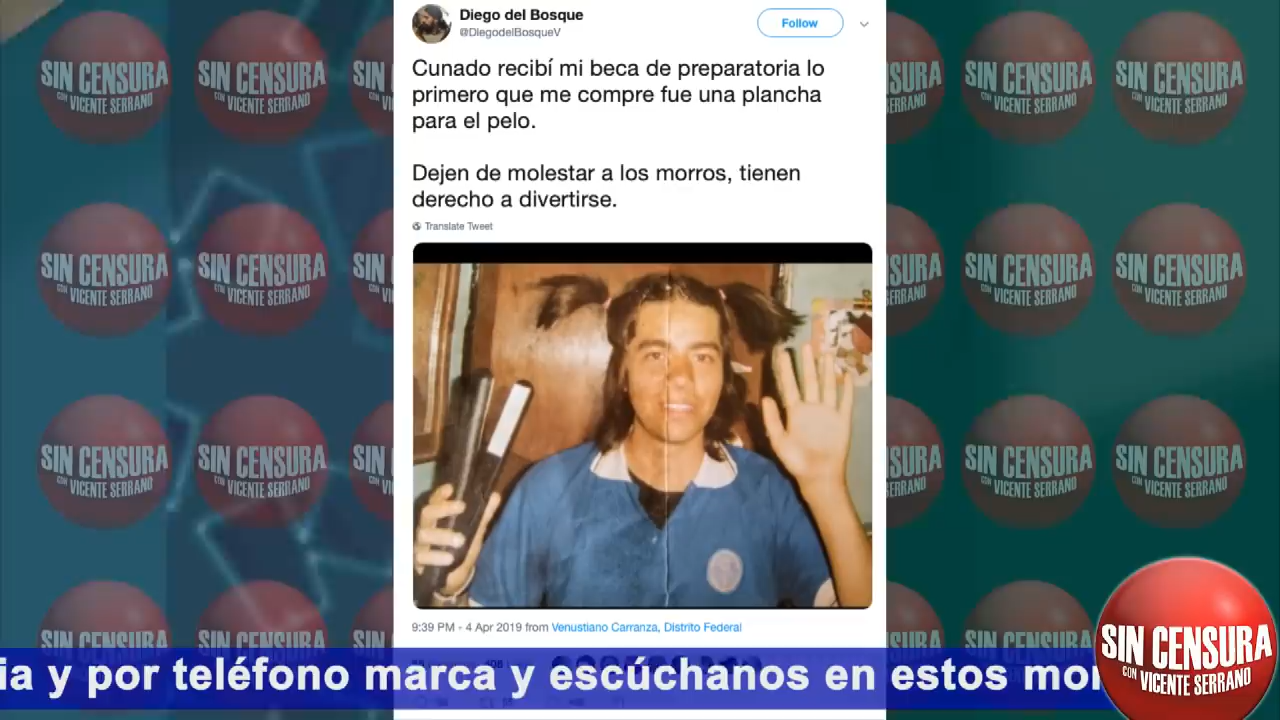 Diego del Bosque
@DiegodelBosqueV
Follow
Cunado recibí mi beca de preparatoria lo
primero que me compre fue una plancha
para el pelo.
Dejen de molestar a los morros, tienen
derecho a divertirse.
Translate Tweet
9:39 PM - 4 Apr 2019 from Venustiano Carranza, Distrito Federal
ia y por teléfono marca y escúchanos en estos mo
SIN CENSURA
CON VICENTE SERRANO